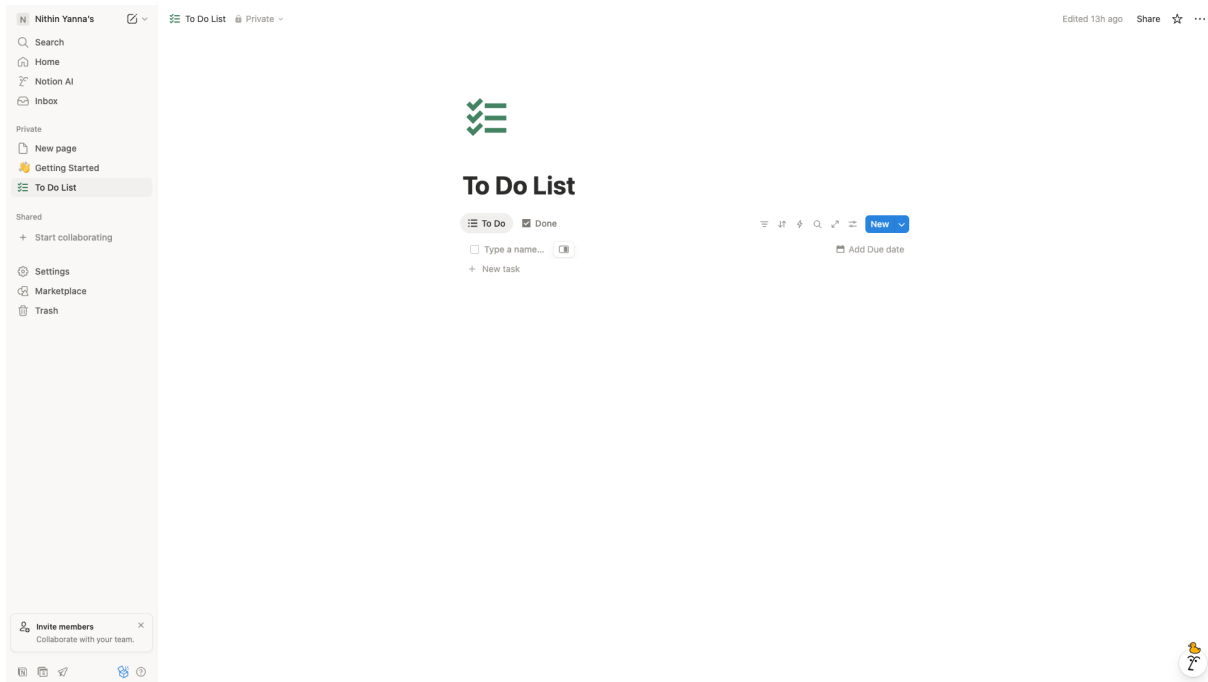 N Nithin Yanna's
Search
Home
Notion AI
Inbox
Private
New page
Getting Started
To Do List
Shared
+ Start collaborating
Settings
Marketplace
Trash
Invite members
Collaborate with your team.
To Do List Private
Edited 13h ago Share
To Do List
To Do Done
New
Type a name...
Add Due date
+ New task